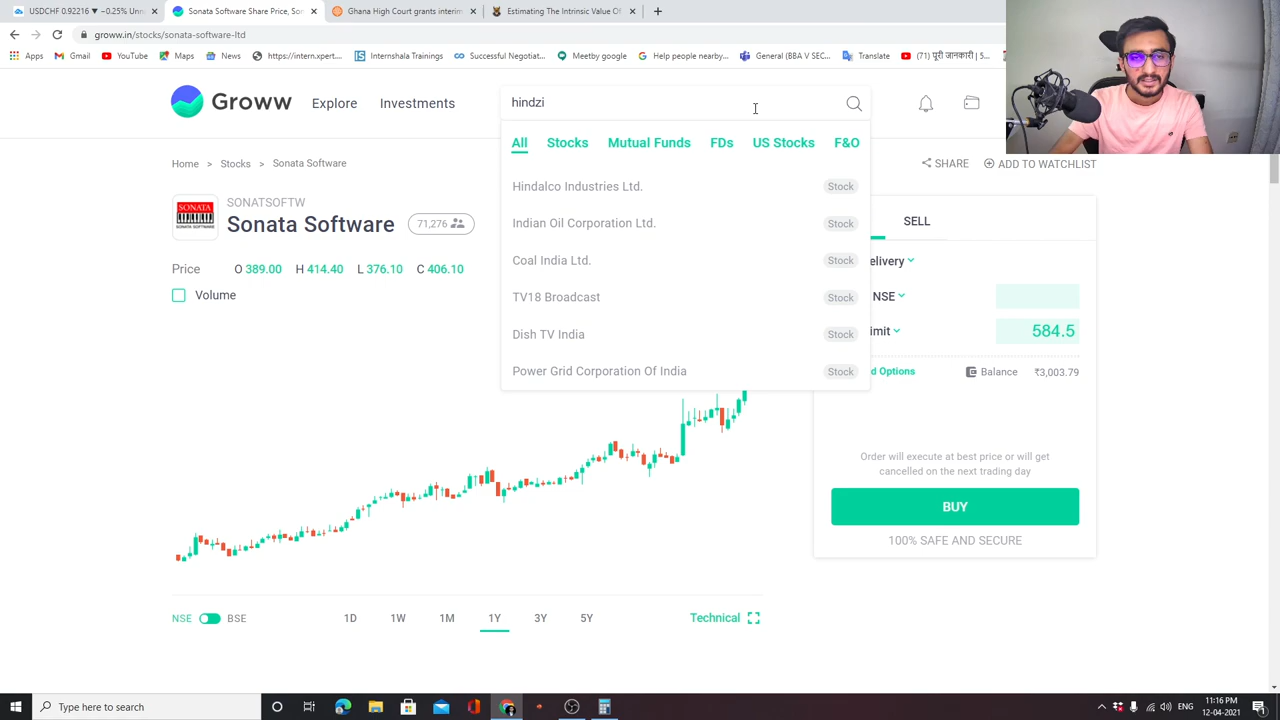 USDCHF 0.92216 ▼ −0.25% Unn
Sonata Software Share Price, Son
Ghana High court grants interim
Estimating The Intrinsic Value Of
groww.in/stocks/sonata-software-ltd
Apps
Gmail
YouTube
Maps
News
https://intern.xpert....
Internshala Trainings
Successful Negotiat...
Meetby google
Help people nearby...
General (BBA V SEC...
Translate
(71) पूरी जानकारी | 5...
Groww
Explore
Investments
hindzi
All
Stocks
Mutual Funds
FDs
US Stocks
F&O
Home > Stocks > Sonata Software
SHARE
ADD TO WATCHLIST
Hindalco Industries Ltd.
Stock
Indian Oil Corporation Ltd.
Stock
Coal India Ltd.
Stock
TV18 Broadcast
Stock
Dish TV India
Stock
Power Grid Corporation Of India
Stock
SONATA
SONATA SOFTWARE
SONATSOFTW
Sonata Software
71,276
Price O 389.00 H 414.40 L 376.10 C 406.10
Volume
SELL
elivery
NSE
imit
584.5
d Options
Balance ₹3,003.79
Order will execute at best price or will get
cancelled on the next trading day
BUY
100% SAFE AND SECURE
NSE
BSE
1D
1W
1M
1Y
3Y
5Y
Technical
Type here to search
ENG
11:16 PM
12-04-2021